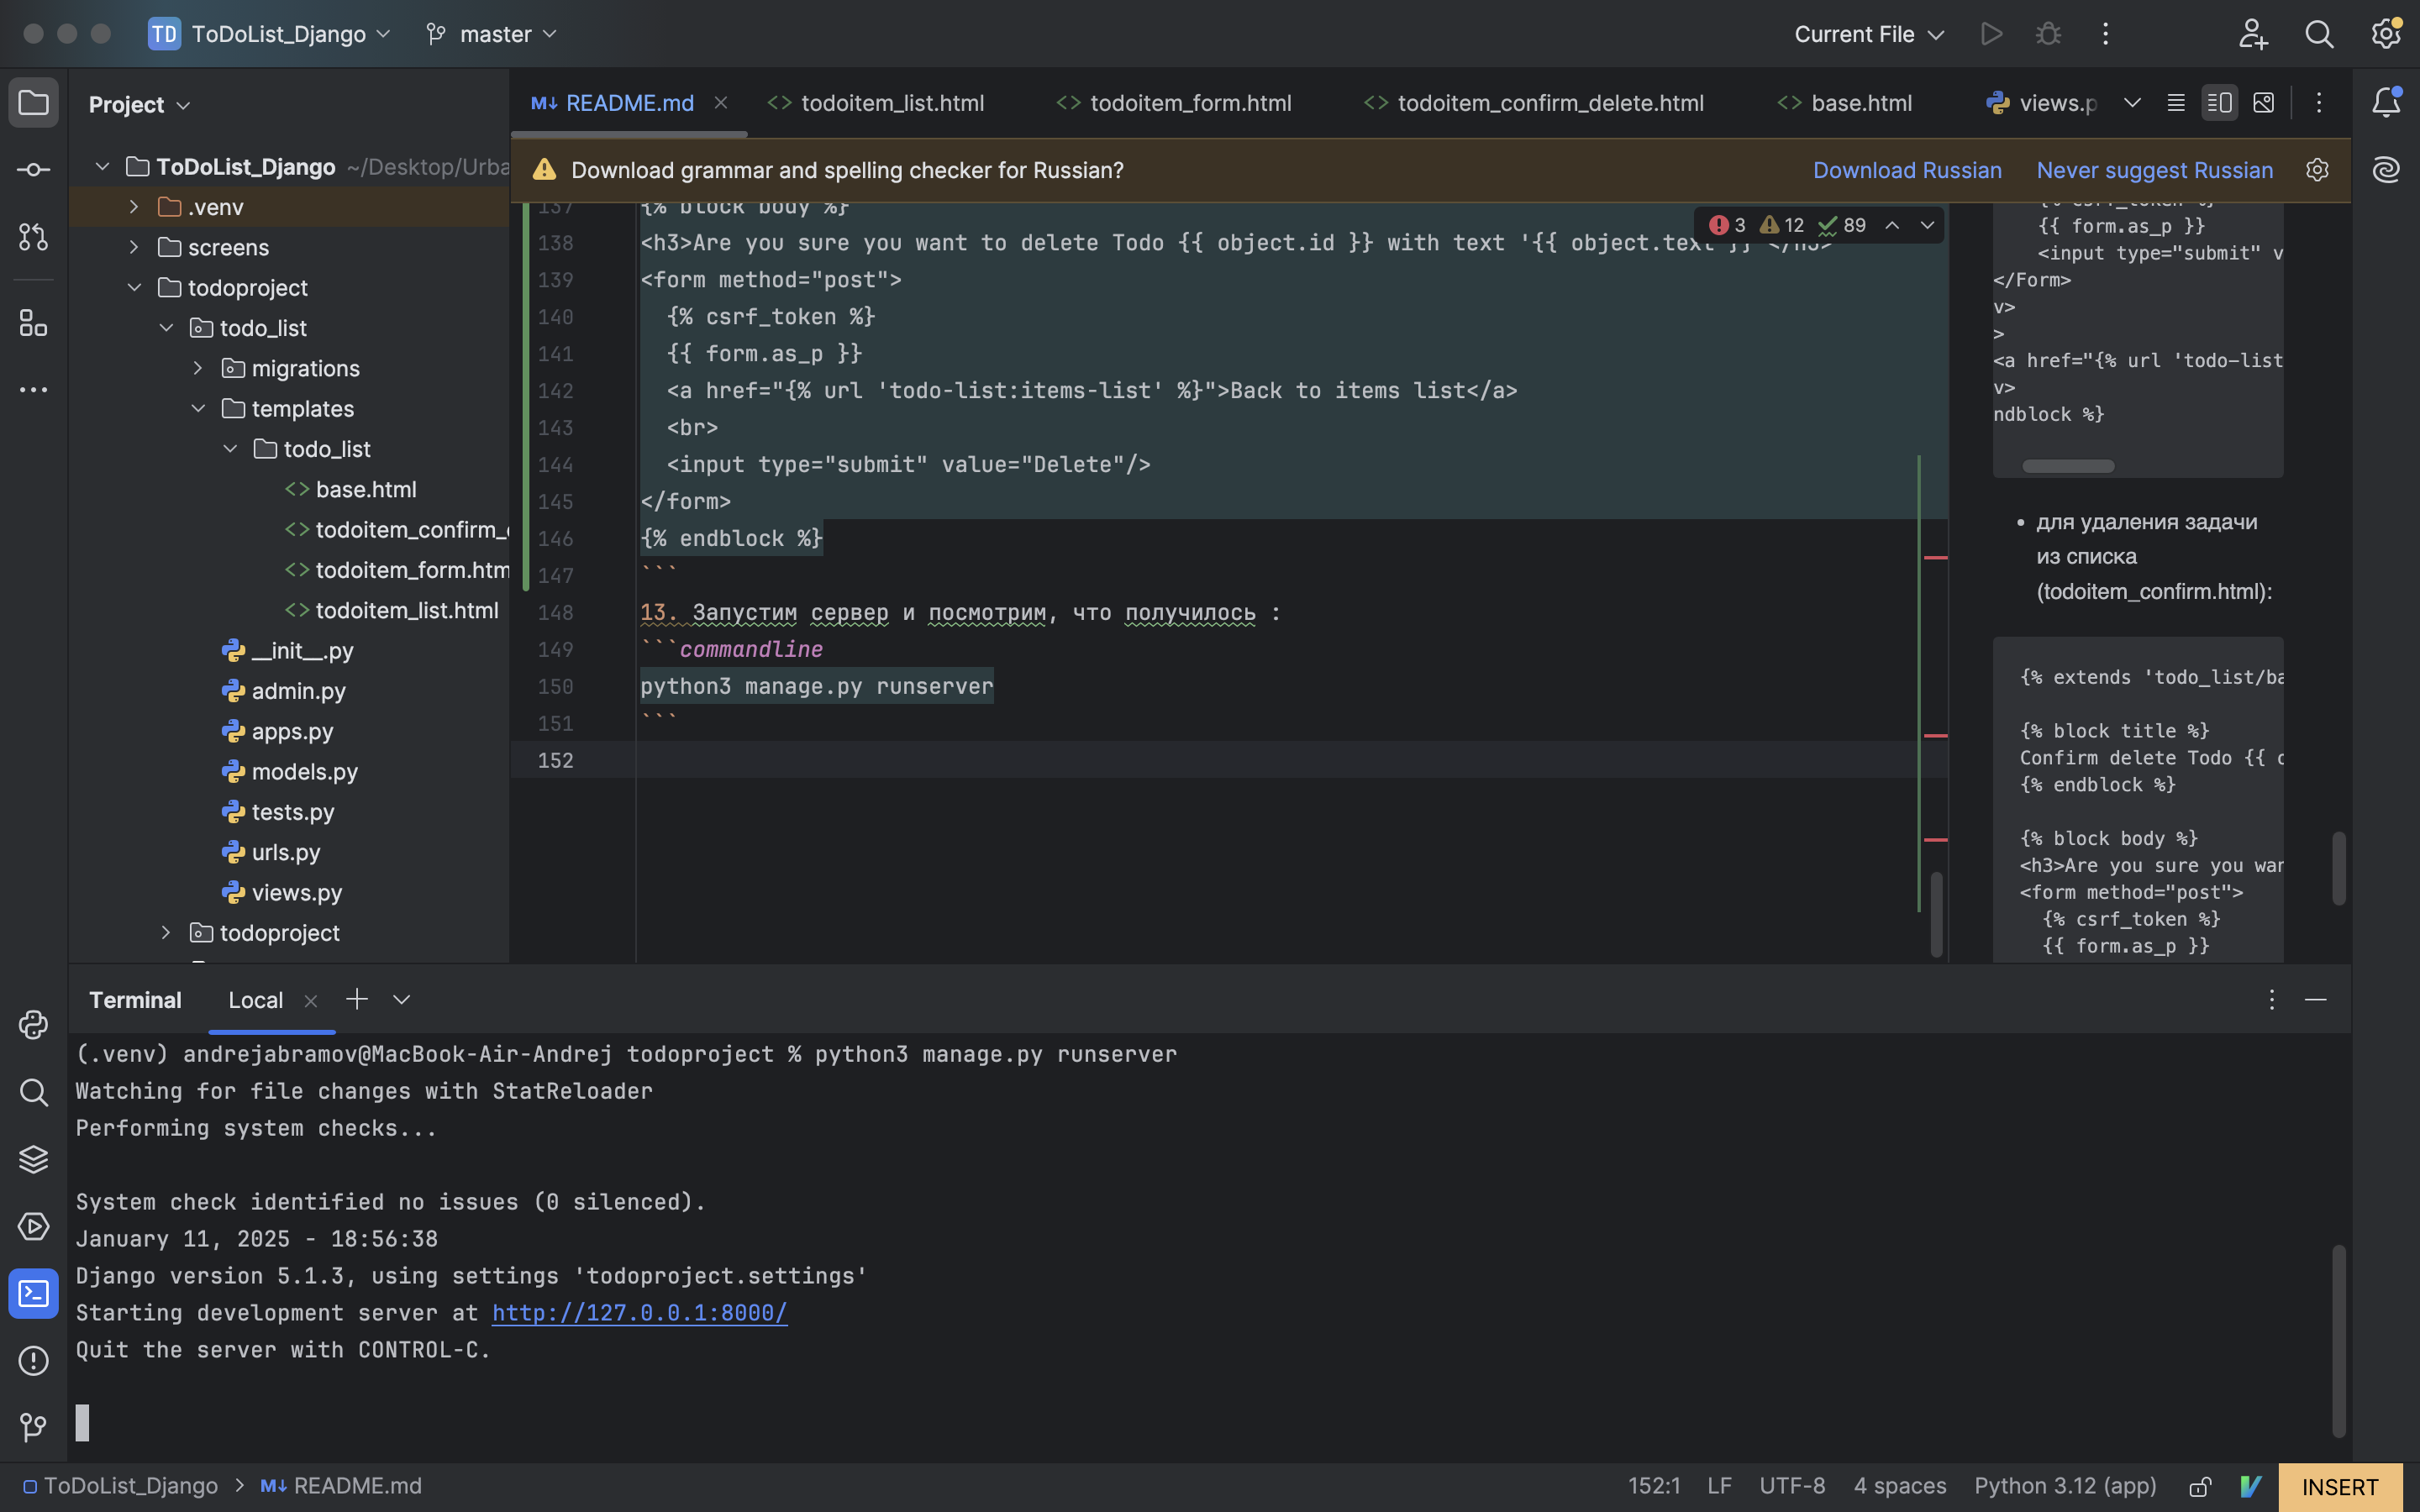 TD ToDoList_Django master Current File
Project
README.md todoitem_list.html todoitem_form.html todoitem_confirm_delete.html base.html views.p
Download grammar and spelling checker for Russian? Download Russian Never suggest Russian
ToDoList_Django ~/Desktop/Urba
.venv
screens
todoproject
todo_list
migrations
templates
todo_list
base.html
todoitem_confirm_
todoitem_form.htm
todoitem_list.html
__init__.py
admin.py
apps.py
models.py
tests.py
urls.py
views.py
todoproject
3 12 89
137 {% block body %}
138 <h3>Are you sure you want to delete Todo {{ object.id }} with text '{{ object.text }}'</h3>
139 <form method="post">
140 {% csrf_token %}
141 {{ form.as_p }}
142 <a href="{% url 'todo-list:items-list' %}">Back to items list</a>
143 <br>
144 <input type="submit" value="Delete"/>
145 </form>
146 {% endblock %}
147 ```
148 13. Запустим сервер и посмотрим, что получилось :
149 ```commandline
150 python3 manage.py runserver
151 ```
152
{% csrf_token %}
{{ form.as_p }}
<input type="submit" v
</Form>
v>
>
<a href="{% url 'todo-list
v>
ndblock %}
• для удаления задачи
из списка
(todoitem_confirm.html):
{% extends 'todo_list/ba
{% block title %}
Confirm delete Todo {{ o
{% endblock %}
{% block body %}
<h3>Are you sure you wan
<form method="post">
{% csrf_token %}
{{ form.as_p }}
Terminal Local
(.venv) andrejabramov@MacBook-Air-Andrej todoproject % python3 manage.py runserver
Watching for file changes with StatReloader
Performing system checks...
System check identified no issues (0 silenced).
January 11, 2025 - 18:56:38
Django version 5.1.3, using settings 'todoproject.settings'
Starting development server at http://127.0.0.1:8000/
Quit the server with CONTROL-C.
ToDoList_Django > README.md 152:1 LF UTF-8 4 spaces Python 3.12 (app) INSERT